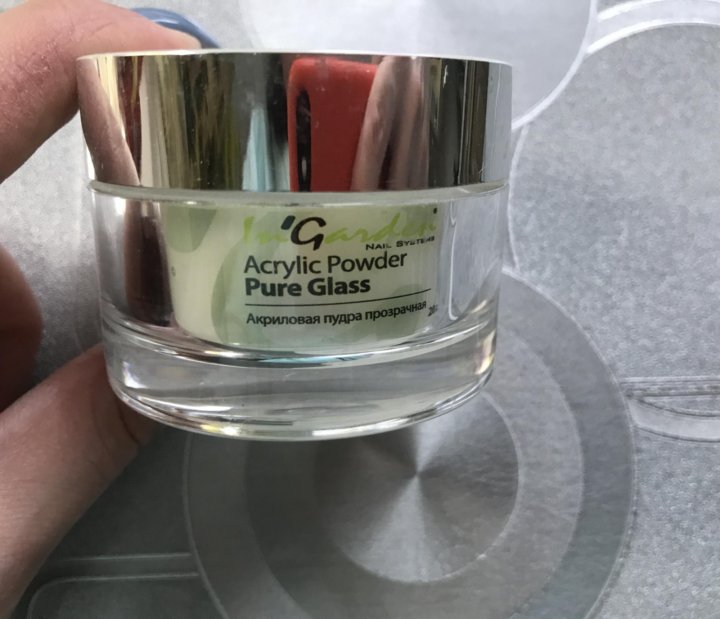 In'Garden
NAIL SYSTEMS
Acrylic Powder
Pure Glass
Акриловая пудра прозрачная